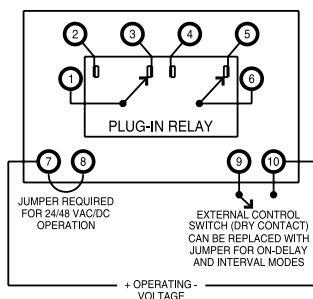 2 3 4 5
1 6
PLUG-IN RELAY
7 8 9 10
JUMPER REQUIRED
FOR 24/48 VAC/DC
OPERATION
EXTERNAL CONTROL
SWITCH (DRY CONTACT)
CAN BE REPLACED WITH
JUMPER FOR ON-DELAY
AND INTERVAL MODES
+ OPERATING -
VOLTAGE